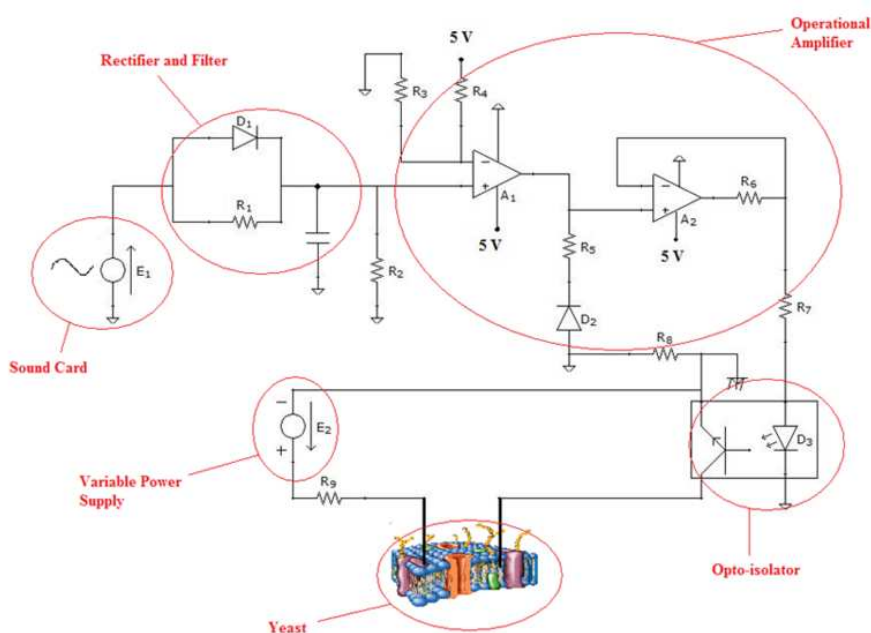 Operational
Amplifier
5 V
Rectifier and Filter
R3
R4
D1
A1
R1
R6
A2
5 V
5 V
R5
R2
E1
R7
D2
R8
Sound Card
E2
D3
Variable Power
Supply
R9
Opto-isolator
Yeast